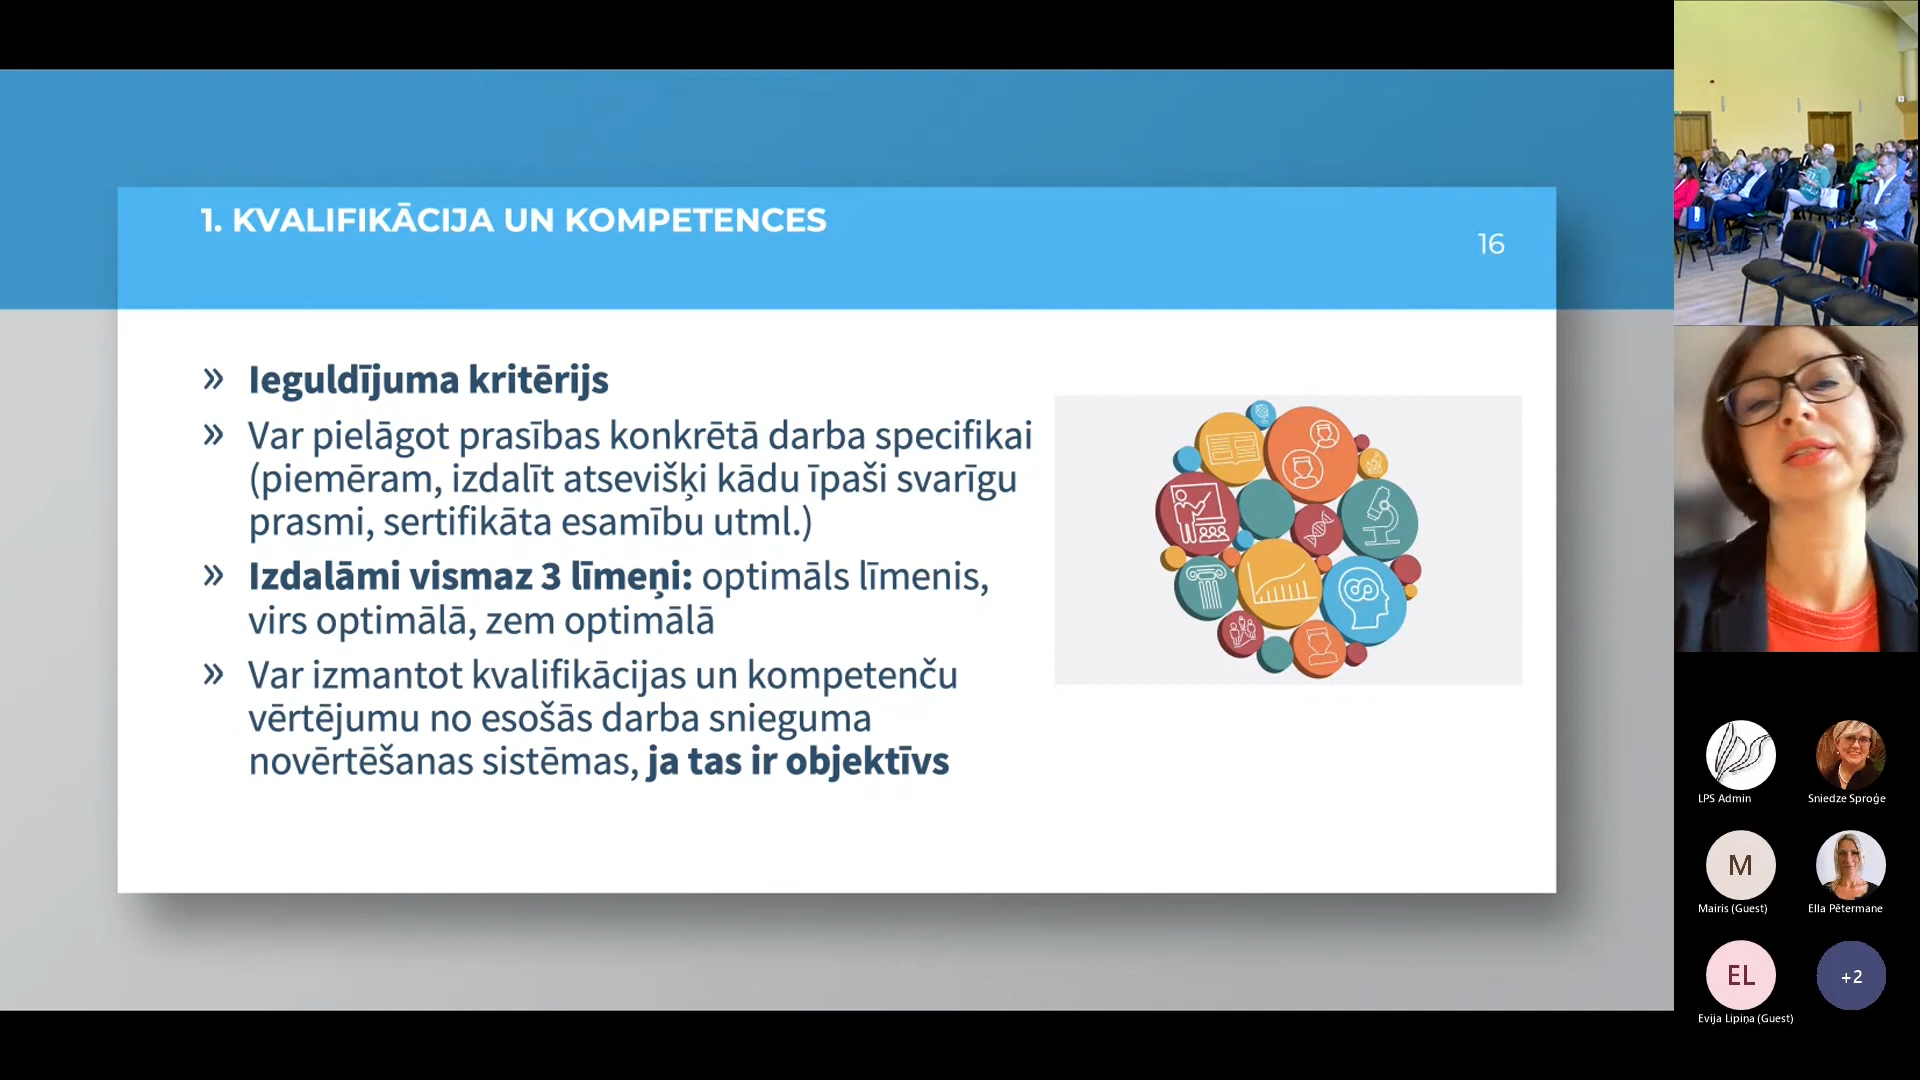 1. KVALIFIKĀCIJA UN KOMPETENCES
16
» Ieguldījuma kritērijs
» Var pielāgot prasības konkrētā darba specifikai
(piemēram, izdalīt atsevišķi kādu īpaši svarīgu
prasmi, sertifikāta esamību utml.)
» Izdalāmi vismaz 3 līmeņi: optimāls līmenis,
virs optimālā, zem optimālā
» Var izmantot kvalifikācijas un kompetenču
vērtējumu no esošās darba snieguma
novērtēšanas sistēmas, ja tas ir objektīvs
LPS Admin
Sniedze Sproģe
M
Mairis (Guest)
Ella Pētermane
EL
Evija Lipiņa (Guest)
+2